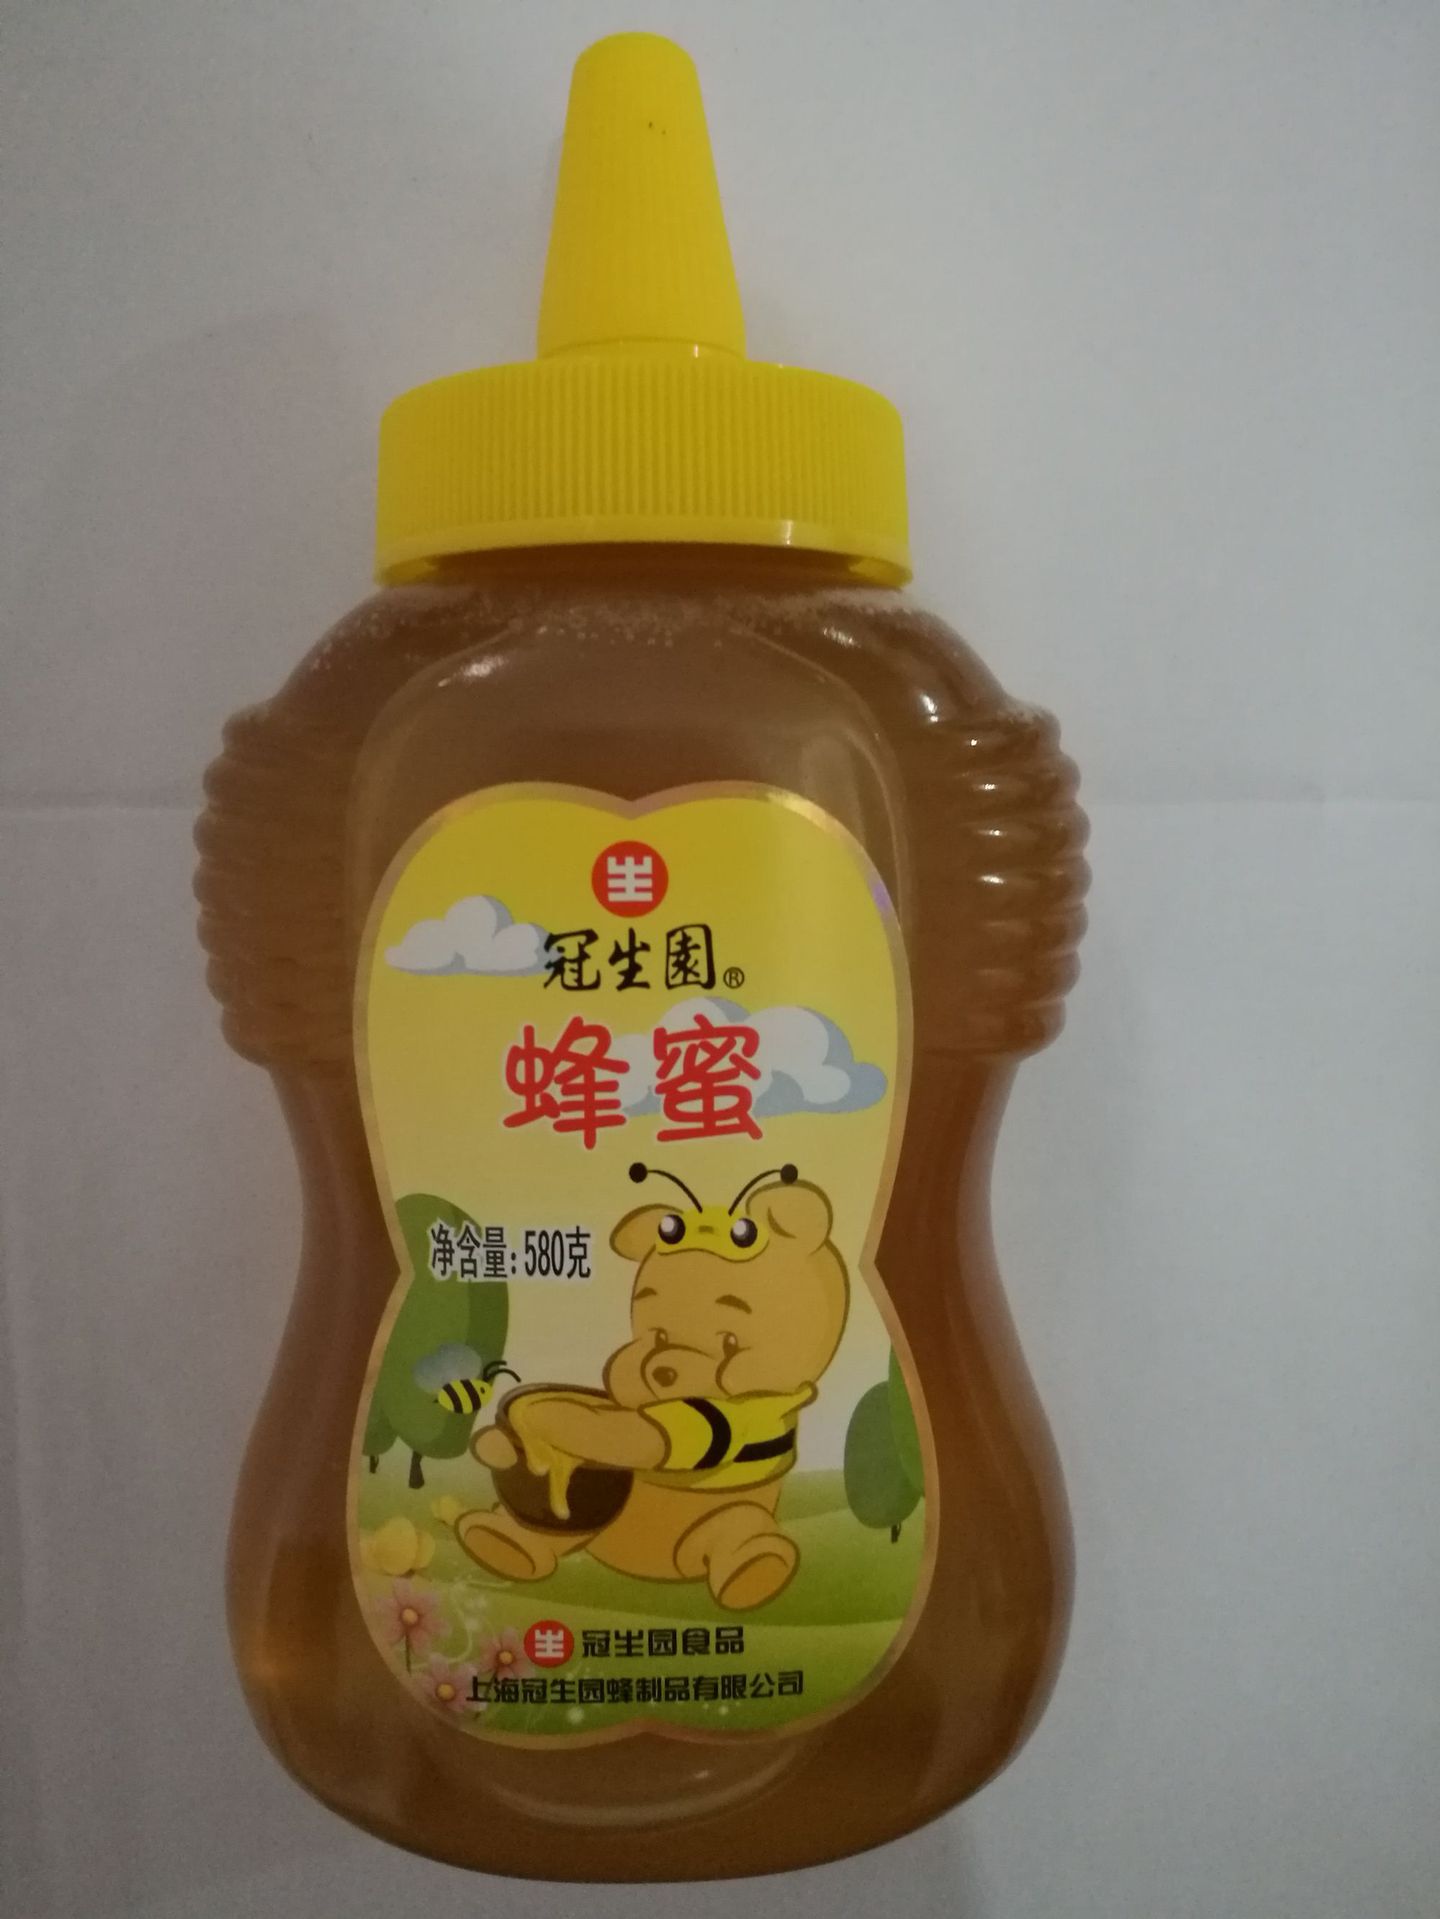 生
冠生園®
蜂蜜
净含量:580克
生 冠生园食品
上海冠生园蜂制品有限公司